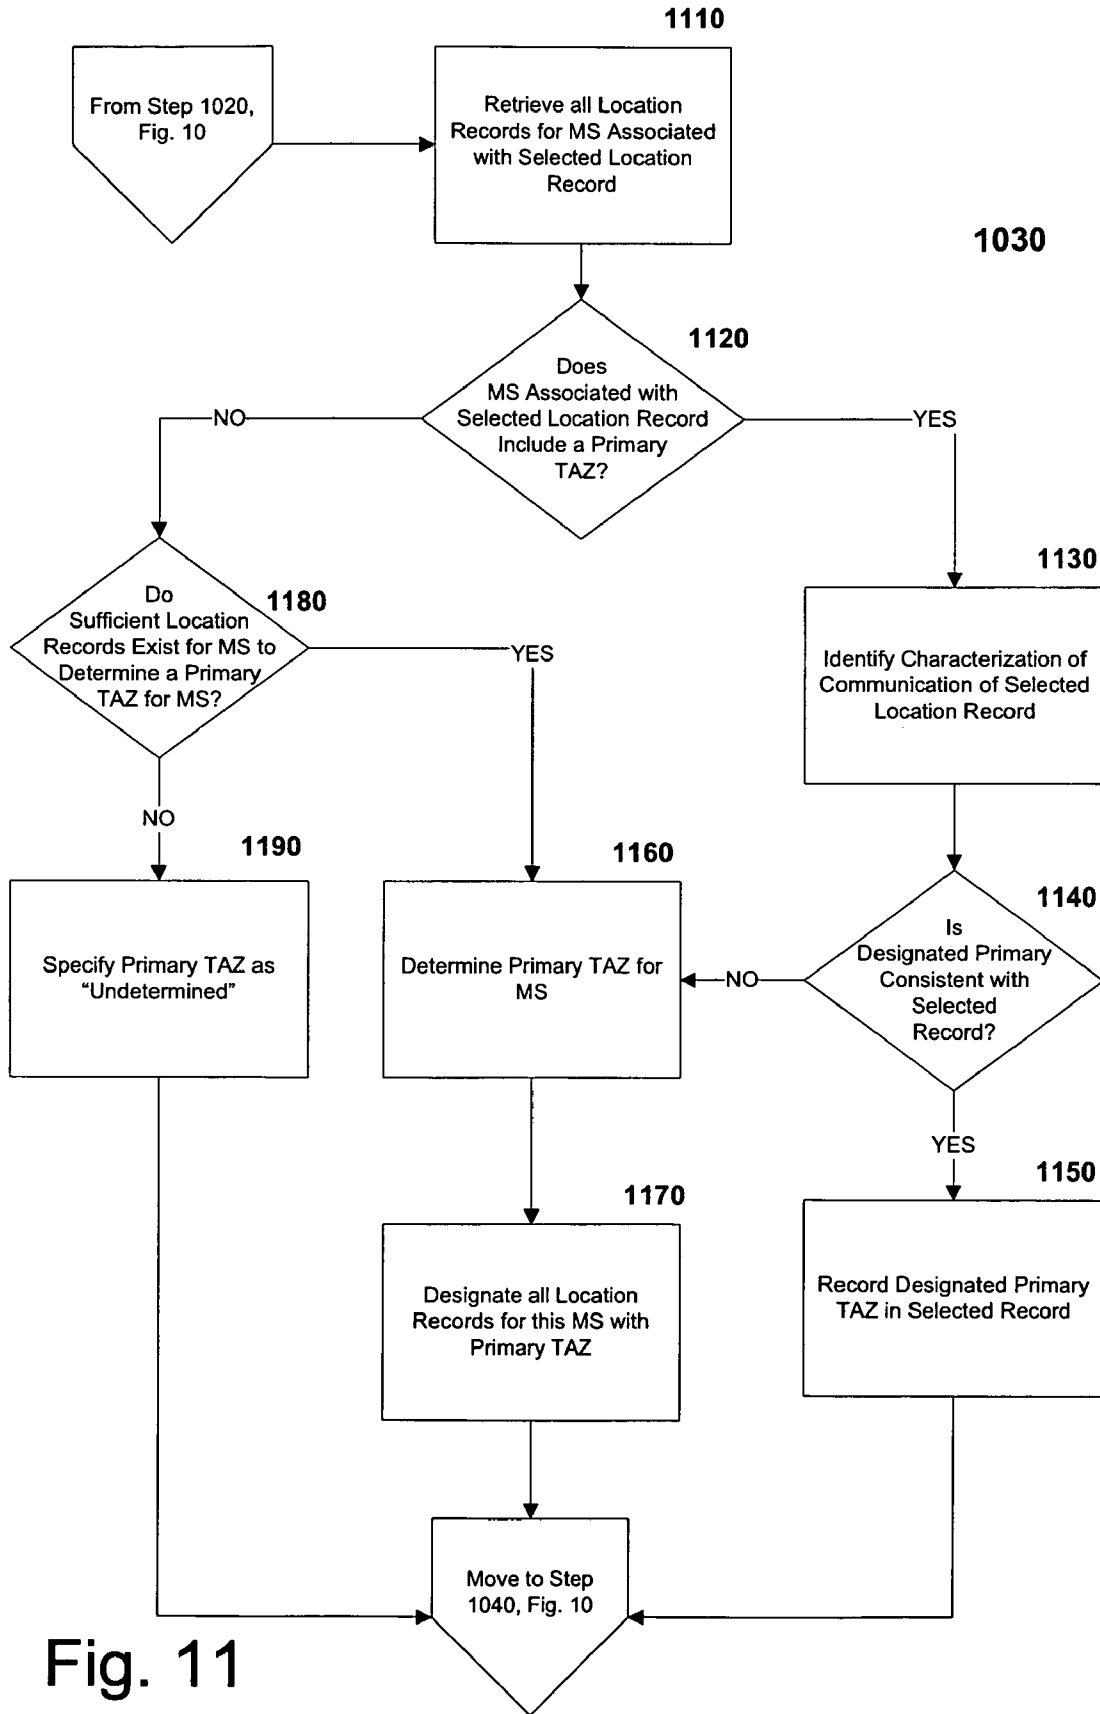 1110
From Step 1020,
Fig. 10
Retrieve all Location
Records for MS Associated
with Selected Location
Record
1030
1120
Does
MS Associated with
Selected Location Record
Include a Primary
TAZ?
NO
YES
1130
Do
Sufficient Location
Records Exist for MS to
Determine a Primary
TAZ for MS?
1180
YES
Identify Characterization of
Communication of Selected
Location Record
NO
1190
1160
1140
Specify Primary TAZ as
“Undetermined”
Determine Primary TAZ for
MS
NO
Is
Designated Primary
Consistent with
Selected
Record?
YES
1170
1150
Designate all Location
Records for this MS with
Primary TAZ
Record Designated Primary
TAZ in Selected Record
Move to Step
1040, Fig. 10
Fig. 11